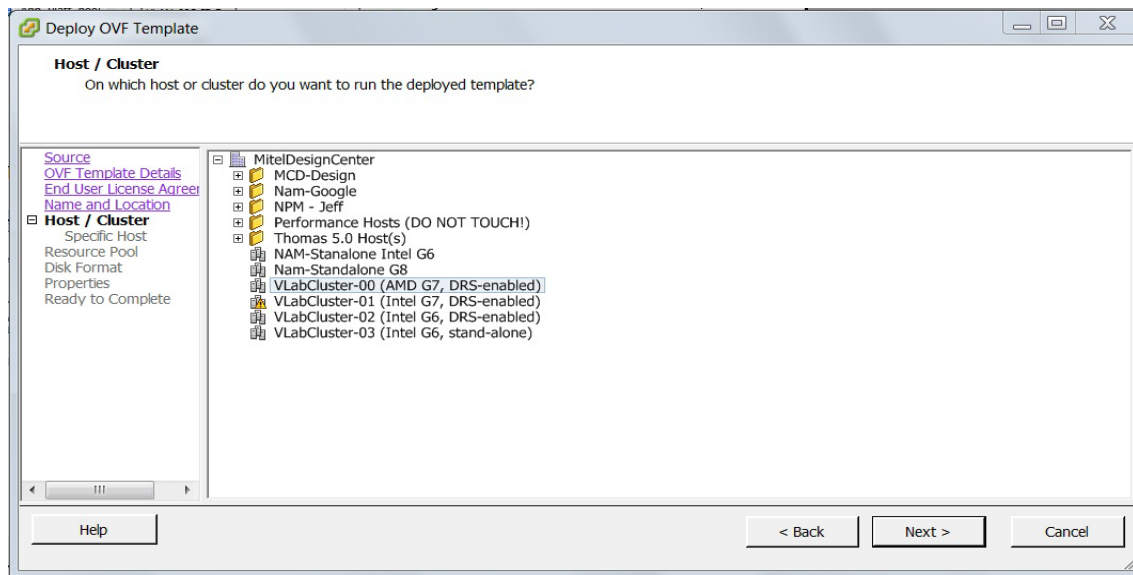 Deploy OVF Template
Host / Cluster
On which host or cluster do you want to run the deployed template?
Source
OVF Template Details
End User License Agreer
Name and Location
Host / Cluster
Specific Host
Resource Pool
Disk Format
Properties
Ready to Complete
MitelDesignCenter
MCD-Design
Nam-Google
NPM - Jeff
Performance Hosts (DO NOT TOUCH!)
Thomas 5.0 Host(s)
NAM-Stanalone Intel G6
Nam-Standalone G8
VLabCluster-00 (AMD G7, DRS-enabled)
VLabCluster-01 (Intel G7, DRS-enabled)
VLabCluster-02 (Intel G6, DRS-enabled)
VLabCluster-03 (Intel G6, stand-alone)
Help
< Back
Next >
Cancel